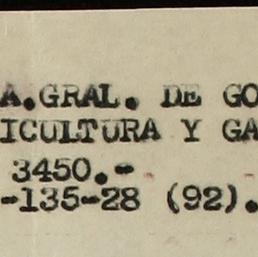 A.GRAL. DE GO
ICULTURA Y GA
3450.-
-135-28 (92).